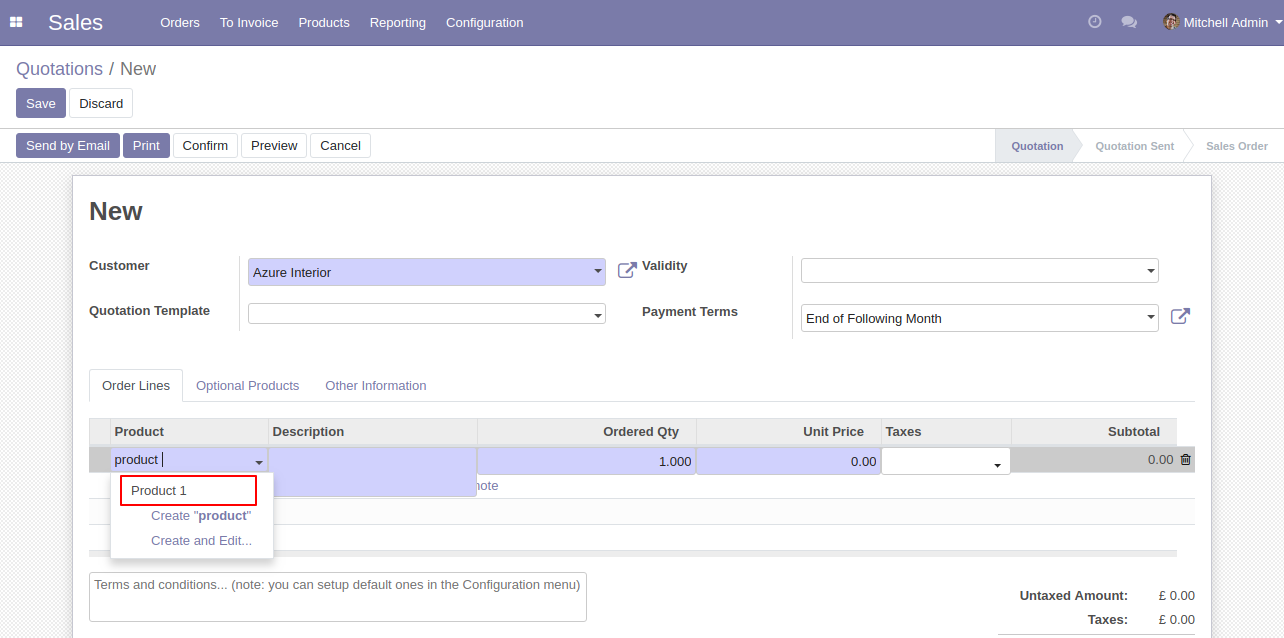 Sales Orders To Invoice Products Reporting Configuration Mitchell Admin
Quotations / New
Save Discard
Send by Email Print Confirm Preview Cancel Quotation Quotation Sent Sales Order
New
Customer Azure Interior Validity
Quotation Template Payment Terms End of Following Month
Order Lines Optional Products Other Information
Product Description Ordered Qty Unit Price Taxes Subtotal
product 1.000 0.00 0.00
note
Product 1
Create "product"
Create and Edit...
Terms and conditions... (note: you can setup default ones in the Configuration menu)
Untaxed Amount: £ 0.00
Taxes: £ 0.00